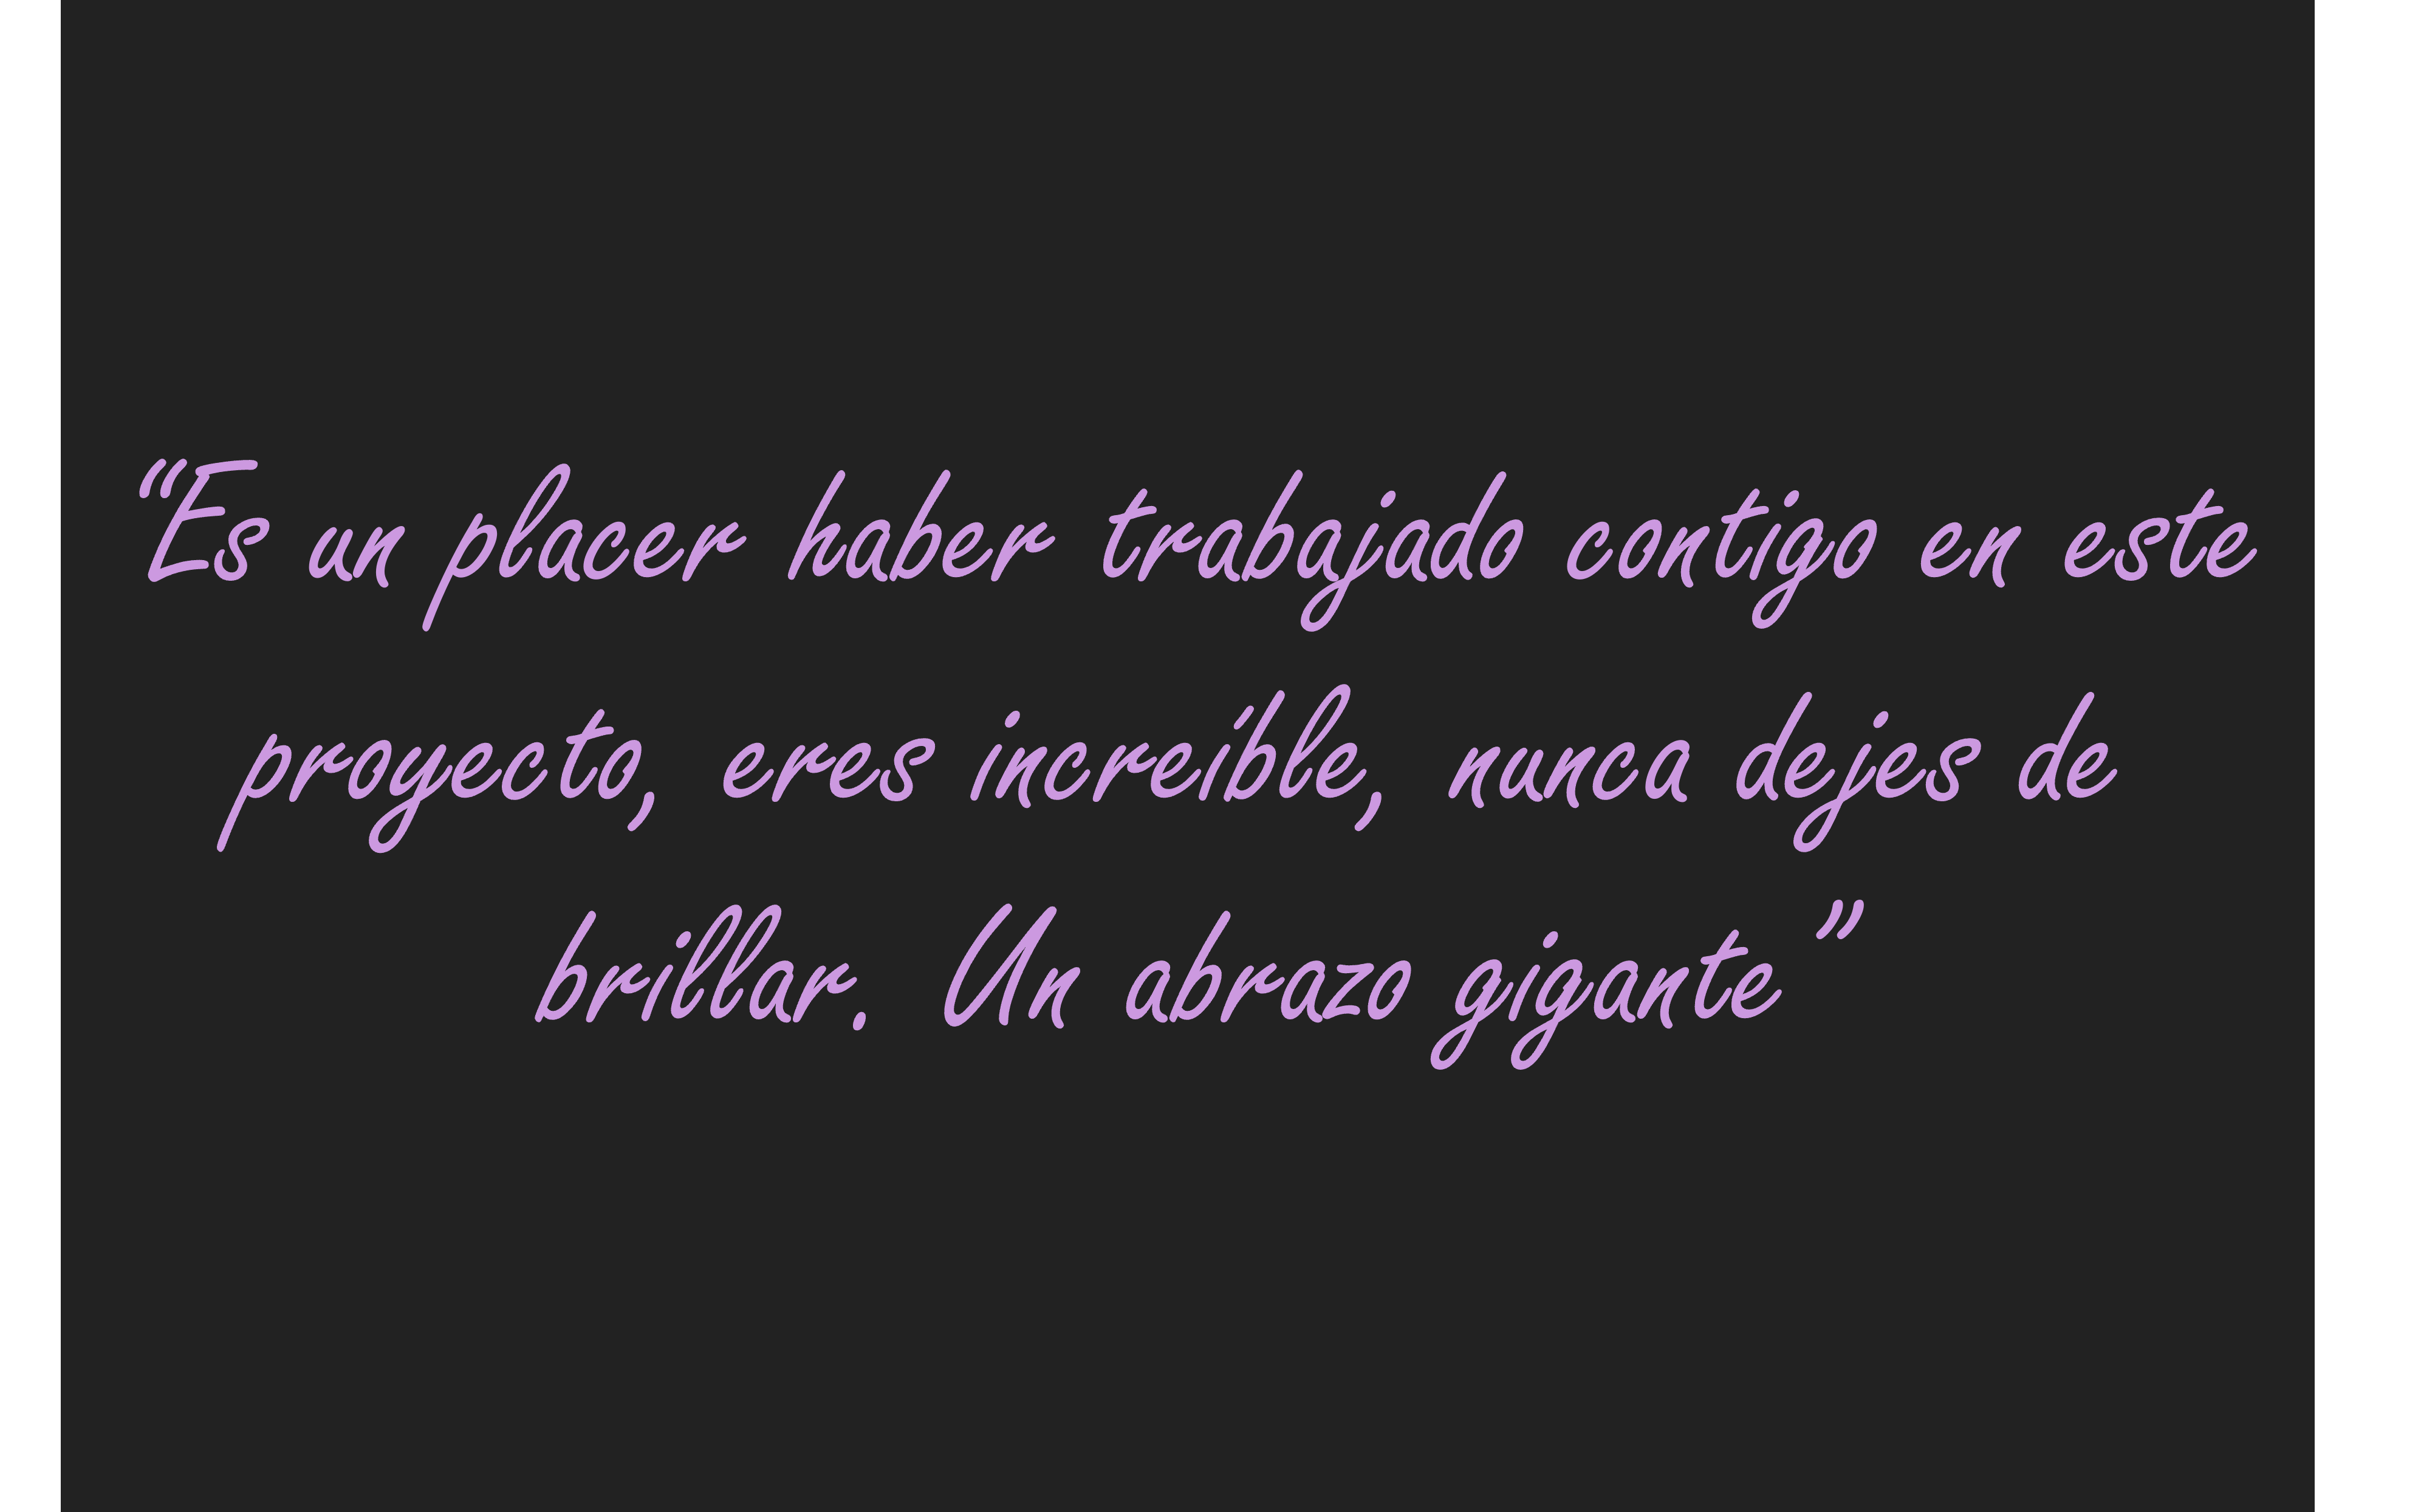 “Es un placer haber trabajado contigo en este
proyecto, eres increíble, nunca dejes de
brillar. Un abrazo gigante”